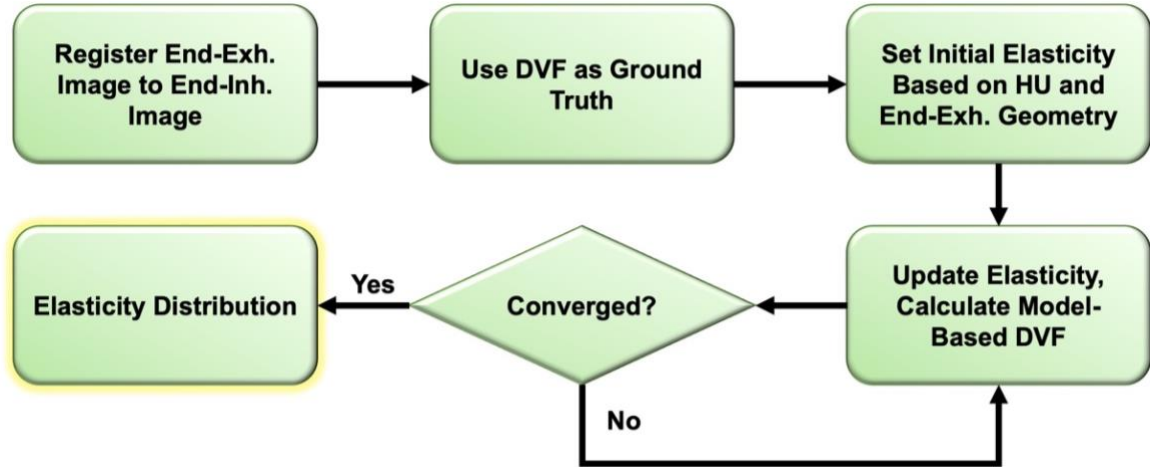 Register End-Exh.
Image to End-Inh.
Image
Use DVF as Ground
Truth
Set Initial Elasticity
Based on HU and
End-Exh. Geometry
Update Elasticity,
Calculate Model-
Based DVF
Converged?
Yes
Elasticity Distribution
No